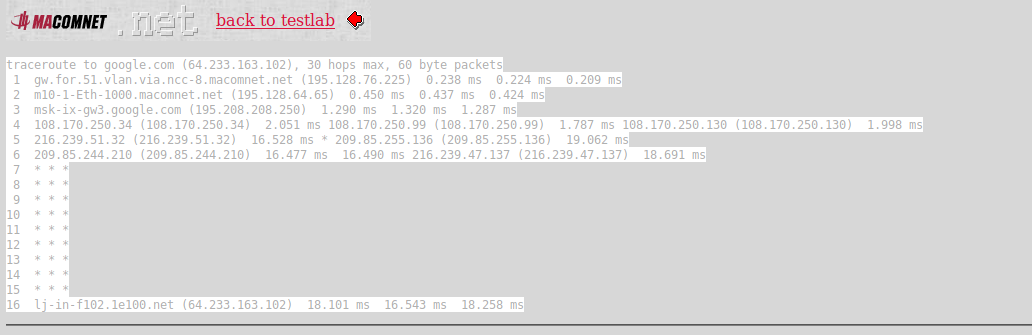 MACOMNET .net back to testlab
traceroute to google.com (64.233.163.102), 30 hops max, 60 byte packets
1 gw.for.51.vlan.via.ncc-8.macomnet.net (195.128.76.225) 0.238 ms 0.224 ms 0.209 ms
2 m10-1-Eth-1000.macomnet.net (195.128.64.65) 0.450 ms 0.437 ms 0.424 ms
3 msk-ix-gw3.google.com (195.208.208.250) 1.290 ms 1.320 ms 1.287 ms
4 108.170.250.34 (108.170.250.34) 2.051 ms 108.170.250.99 (108.170.250.99) 1.787 ms 108.170.250.130 (108.170.250.130) 1.998 ms
5 216.239.51.32 (216.239.51.32) 16.528 ms * 209.85.255.136 (209.85.255.136) 19.062 ms
6 209.85.244.210 (209.85.244.210) 16.477 ms 16.490 ms 216.239.47.137 (216.239.47.137) 18.691 ms
7 * * *
8 * * *
9 * * *
10 * * *
11 * * *
12 * * *
13 * * *
14 * * *
15 * * *
16 lj-in-f102.1e100.net (64.233.163.102) 18.101 ms 16.543 ms 18.258 ms